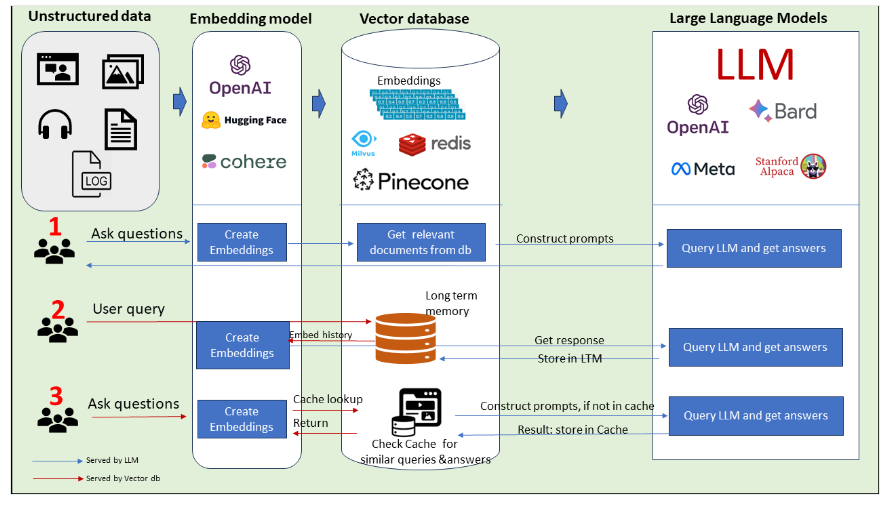 Unstructured data
Embedding model
Vector database
Large Language Models
OpenAI
Hugging Face
cohere
LOG
Embeddings
Milvus
redis
Pinecone
LLM
OpenAI
Bard
Meta
Stanford
Alpaca
1
Ask questions
Create
Embeddings
Get relevant
documents from db
Construct prompts
Query LLM and get answers
2
User query
Create
Embeddings
Embed history
Long term
memory
Get response
Store in LTM
Query LLM and get answers
3
Ask questions
Create
Embeddings
Cache lookup
Return
Check Cache for
similar queries &answers
Construct prompts, if not in cache
Result: store in Cache
Query LLM and get answers
Served by LLM
Served by Vector db